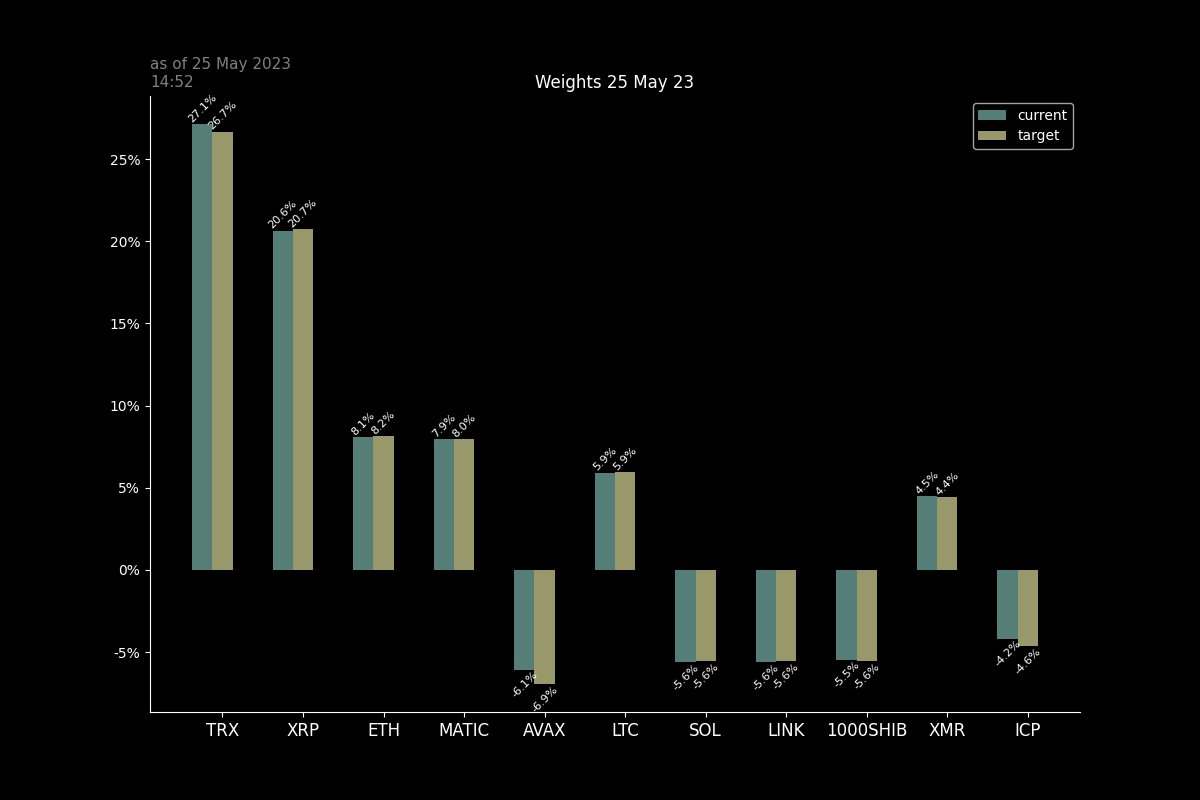 as of 25 May 2023
14:52
Weights 25 May 23
current
target
27.1% 26.7%
25%
20.6% 20.7%
20%
15%
10%
8.1% 8.2% 7.9% 8.0%
5.9% 5.9%
5%
4.5% 4.4%
0%
-5%
-6.1% -6.9% -5.6% -5.6% -5.6% -5.6% -5.5% -5.6% -4.2% -4.6%
TRX XRP ETH MATIC AVAX LTC SOL LINK 1000SHIB XMR ICP